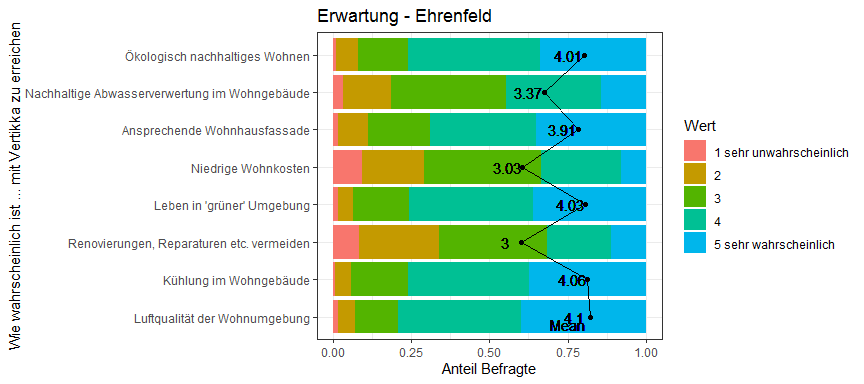 Erwartung - Ehrenfeld
Wie wahrscheinlich ist ... mit Vertikka zu erreichen
Ökologisch nachhaltiges Wohnen
4.01
Nachhaltige Abwasserverwertung im Wohngebäude
3.37
Ansprechende Wohnhausfassade
3.91
Niedrige Wohnkosten
3.03
Leben in 'grüner' Umgebung
4.03
Renovierungen, Reparaturen etc. vermeiden
3
Kühlung im Wohngebäude
4.06
Luftqualität der Wohnumgebung
4.1
Mean
0.00 0.25 0.50 0.75 1.00
Anteil Befragte
Wert
1 sehr unwahrscheinlich
2
3
4
5 sehr wahrscheinlich